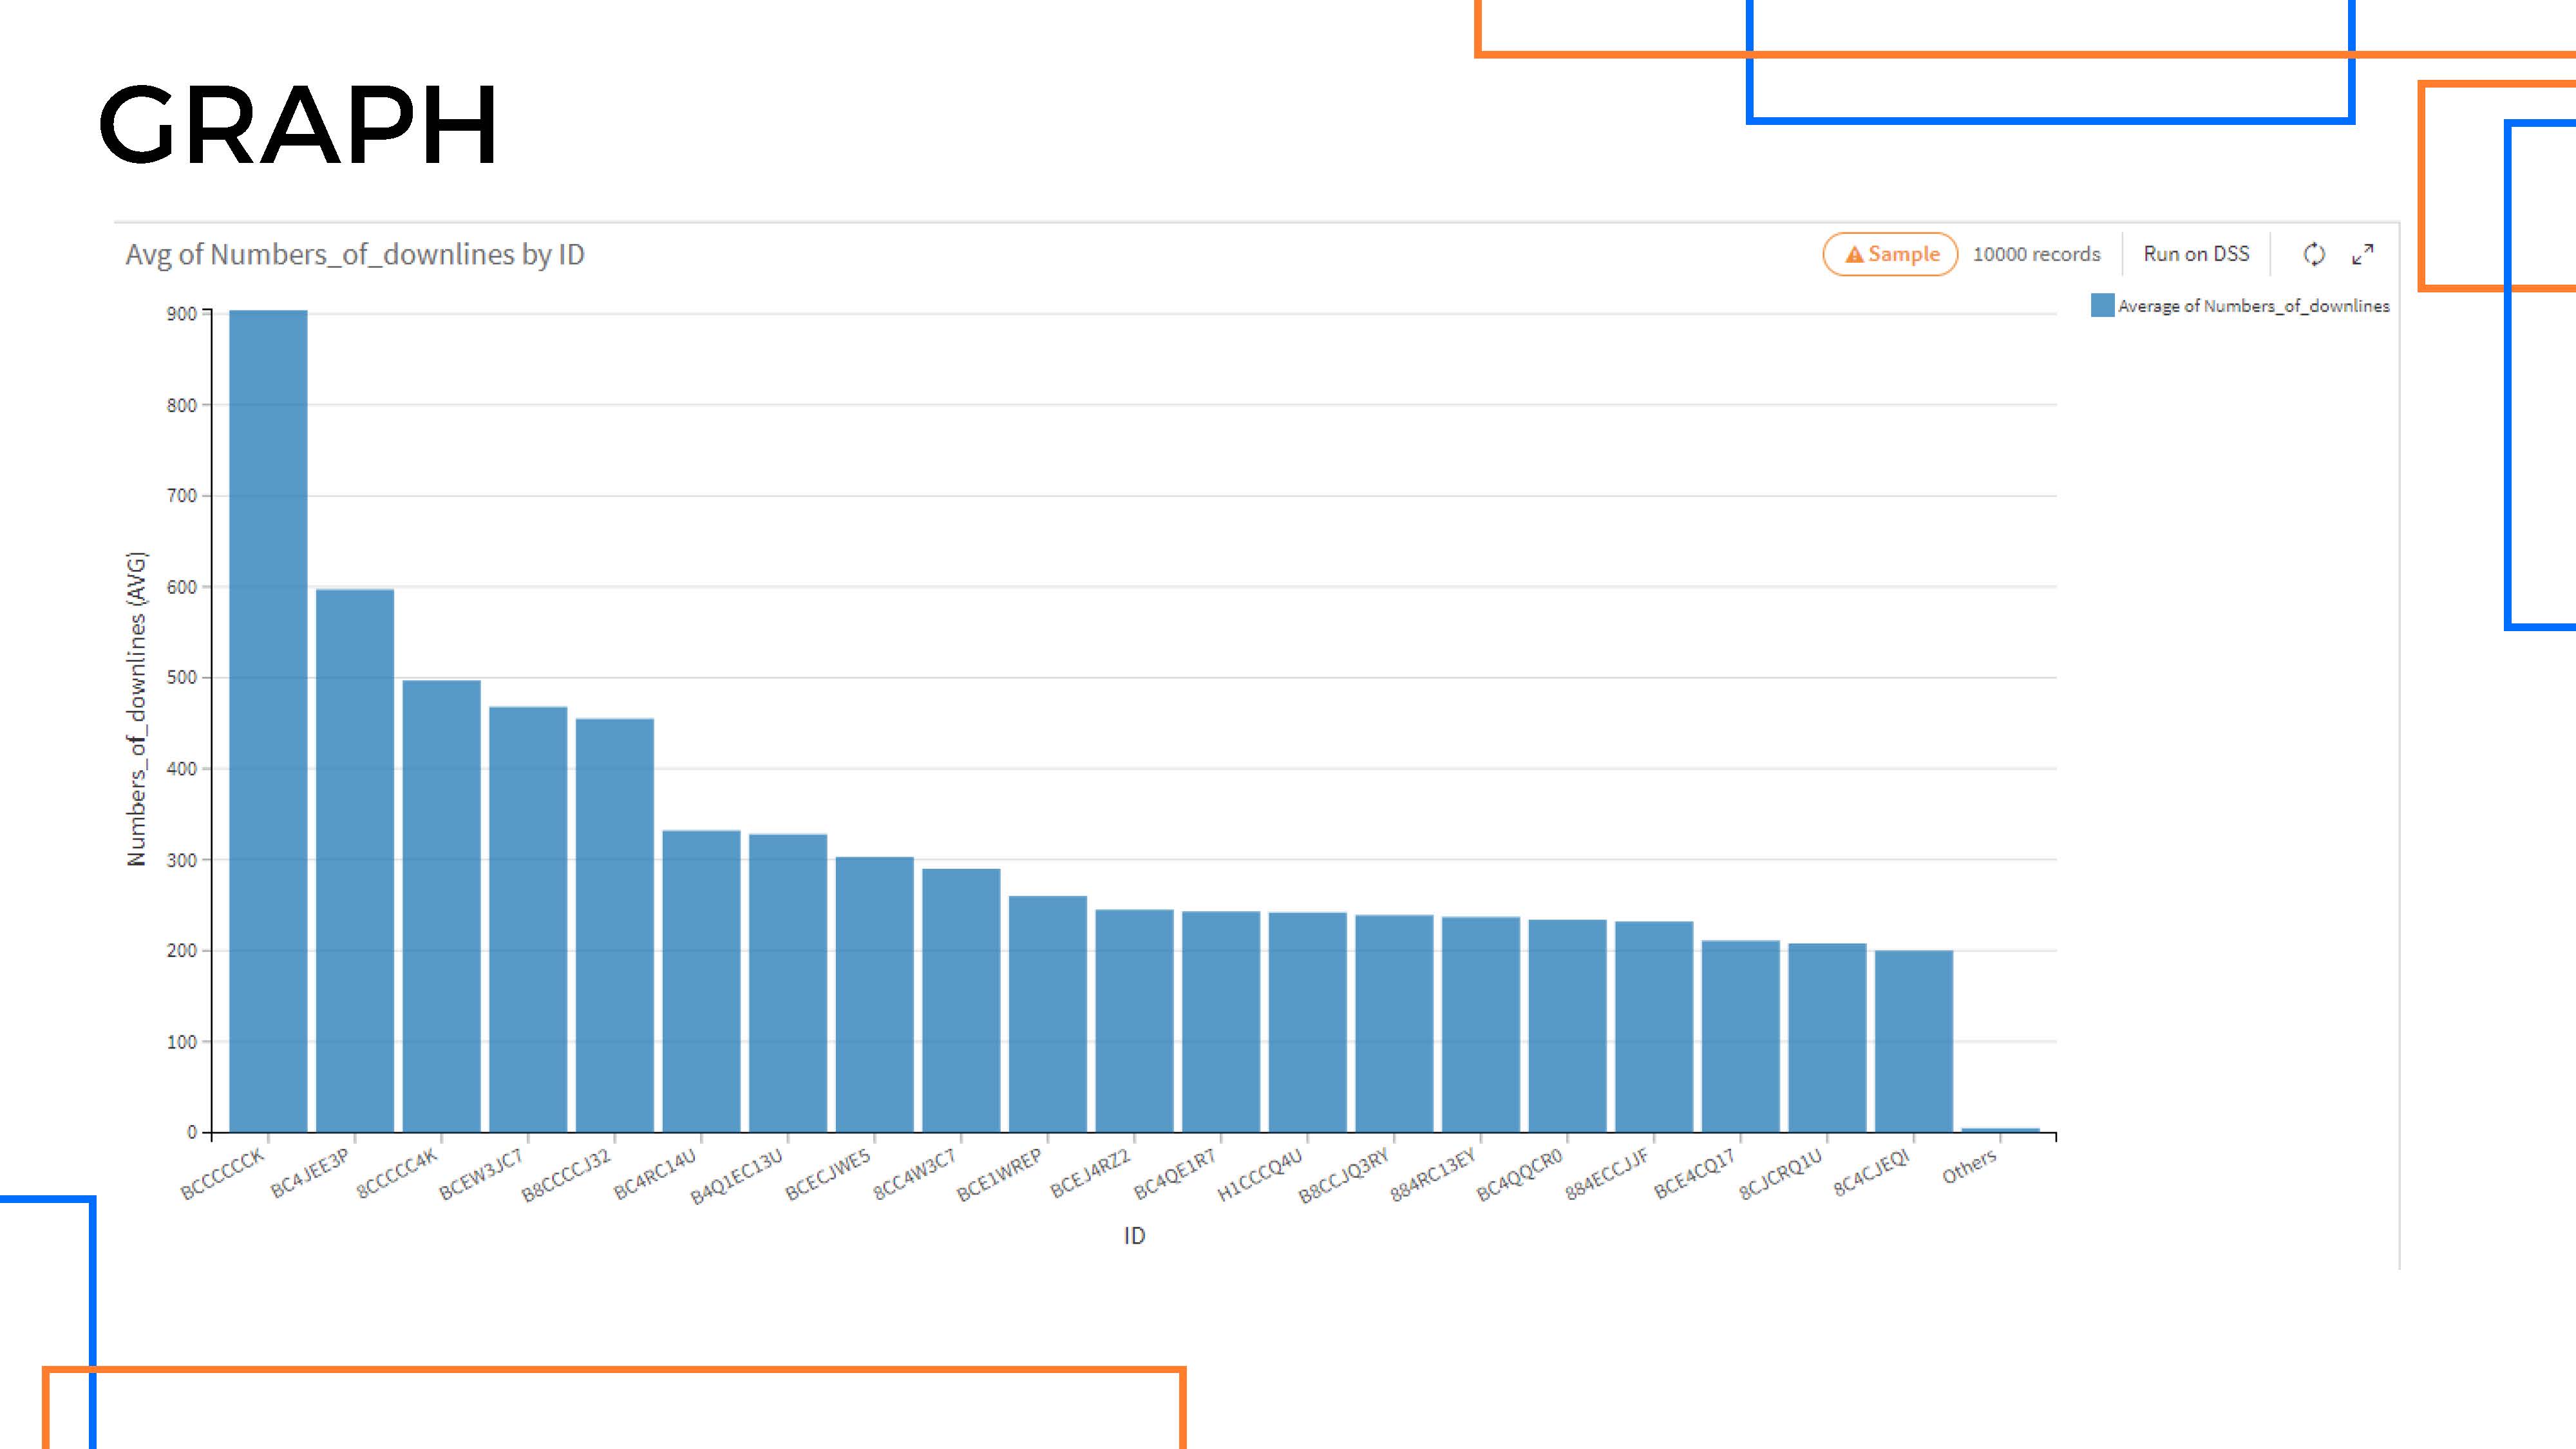 GRAPH
Avg of Numbers_of_downlines by ID
Sample 10000 records Run on DSS
Average of Numbers_of_downlines
900
800
700
600
500
400
300
200
100
0
Numbers_of_downlines (AVG)
BCCCCCCK
BC4JEE3P
8CCCCC4K
BCEW3JC7
B8CCCCJ32
BC4RC14U
B4Q1EC13U
BCECJWE5
8CC4W3C7
BCE1WREP
BCEJ4RZ2
BC4QE1R7
H1CCCQ4U
B8CCJQ3RY
884RC13EY
BC4QQCR0
884ECCJJF
BCE4CQ17
8CJCRQ1U
8C4CJEQI
Others
ID